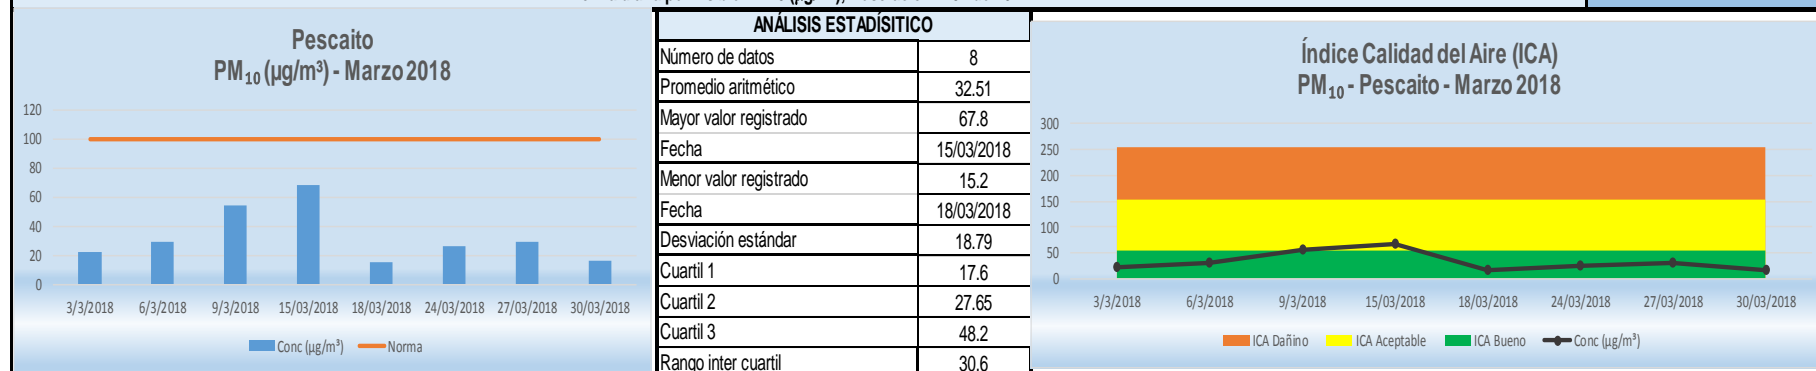 Pescaito
PM₁₀ (µg/m³) - Marzo 2018
120
100
80
60
40
20
0
3/3/2018 6/3/2018 9/3/2018 15/03/2018 18/03/2018 24/03/2018 27/03/2018 30/03/2018
Conc (µg/m³) Norma
ANÁLISIS ESTADÍSITICO
Número de datos 8
Promedio aritmético 32.51
Mayor valor registrado 67.8
Fecha 15/03/2018
Menor valor registrado 15.2
Fecha 18/03/2018
Desviación estándar 18.79
Cuartil 1 17.6
Cuartil 2 27.65
Cuartil 3 48.2
Rango inter cuartil 30.6
Índice Calidad del Aire (ICA)
PM₁₀ - Pescaito - Marzo 2018
300
250
200
150
100
50
0
3/3/2018 6/3/2018 9/3/2018 15/03/2018 18/03/2018 24/03/2018 27/03/2018 30/03/2018
ICA Dañino ICA Aceptable ICA Bueno Conc (µg/m³)